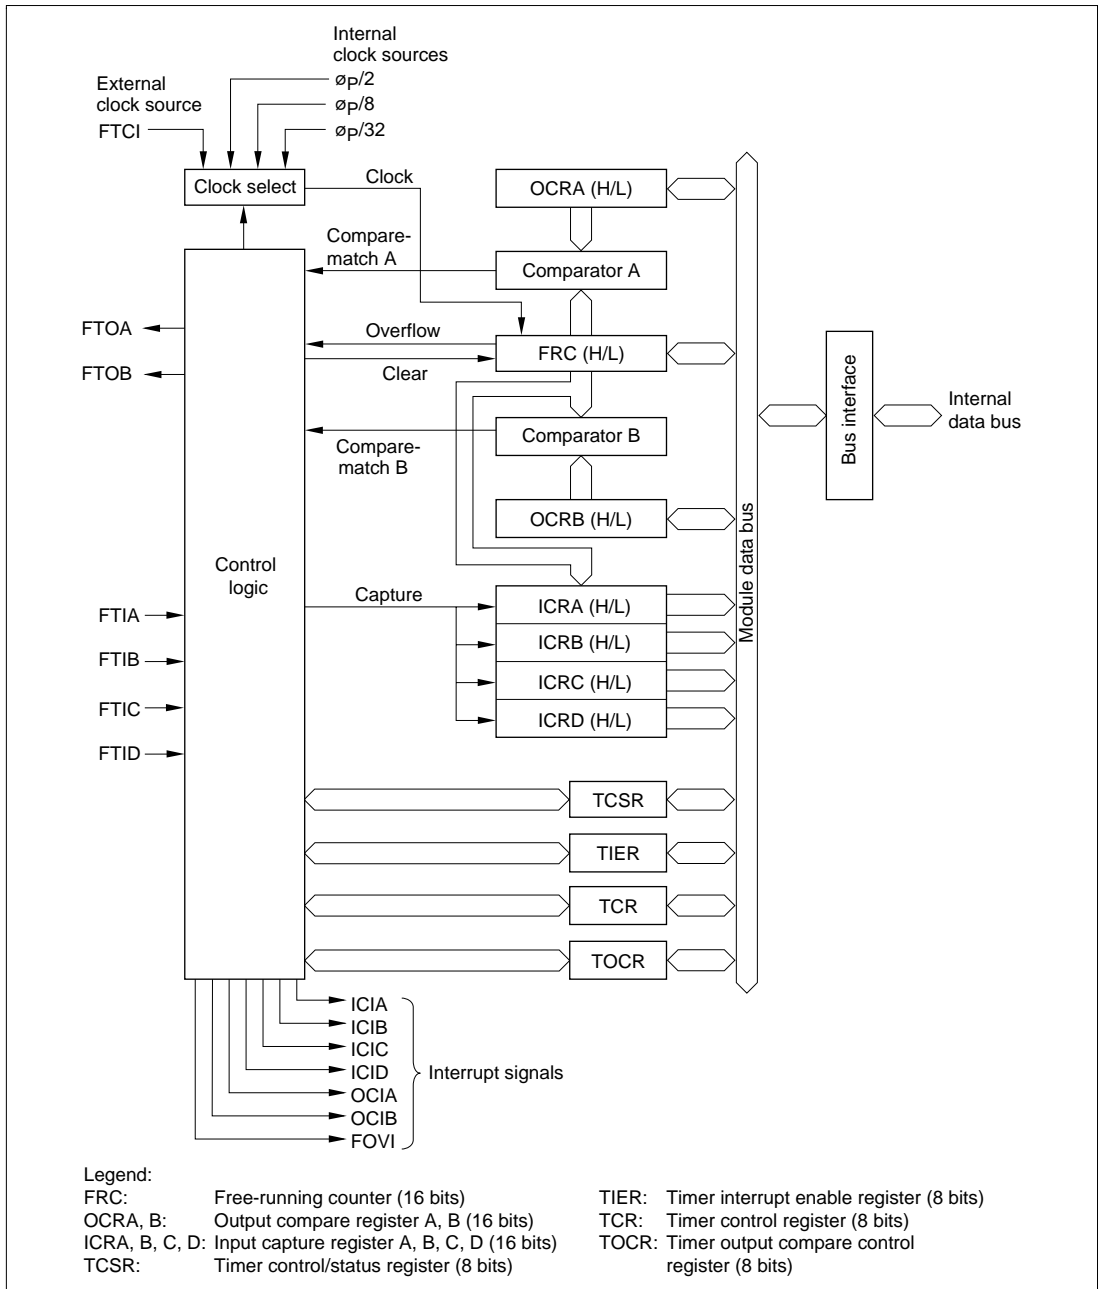 Internal
clock sources
External
clock source
øP/2
øP/8
FTCI
øP/32
Clock select
Clock
OCRA (H/L)
Compare-
match A
Comparator A
FTOA
Overflow
FRC (H/L)
FTOB
Clear
Compare-
match B
Comparator B
Bus interface
Internal
data bus
OCRB (H/L)
Module data bus
Control
logic
Capture
FTIA
ICRA (H/L)
FTIB
ICRB (H/L)
FTIC
ICRC (H/L)
FTID
ICRD (H/L)
TCSR
TIER
TCR
TOCR
ICIA
ICIB
ICIC
ICID
OCIA
OCIB
FOVI
Interrupt signals
Legend:
FRC: Free-running counter (16 bits)
OCRA, B: Output compare register A, B (16 bits)
ICRA, B, C, D: Input capture register A, B, C, D (16 bits)
TCSR: Timer control/status register (8 bits)
TIER: Timer interrupt enable register (8 bits)
TCR: Timer control register (8 bits)
TOCR: Timer output compare control
register (8 bits)